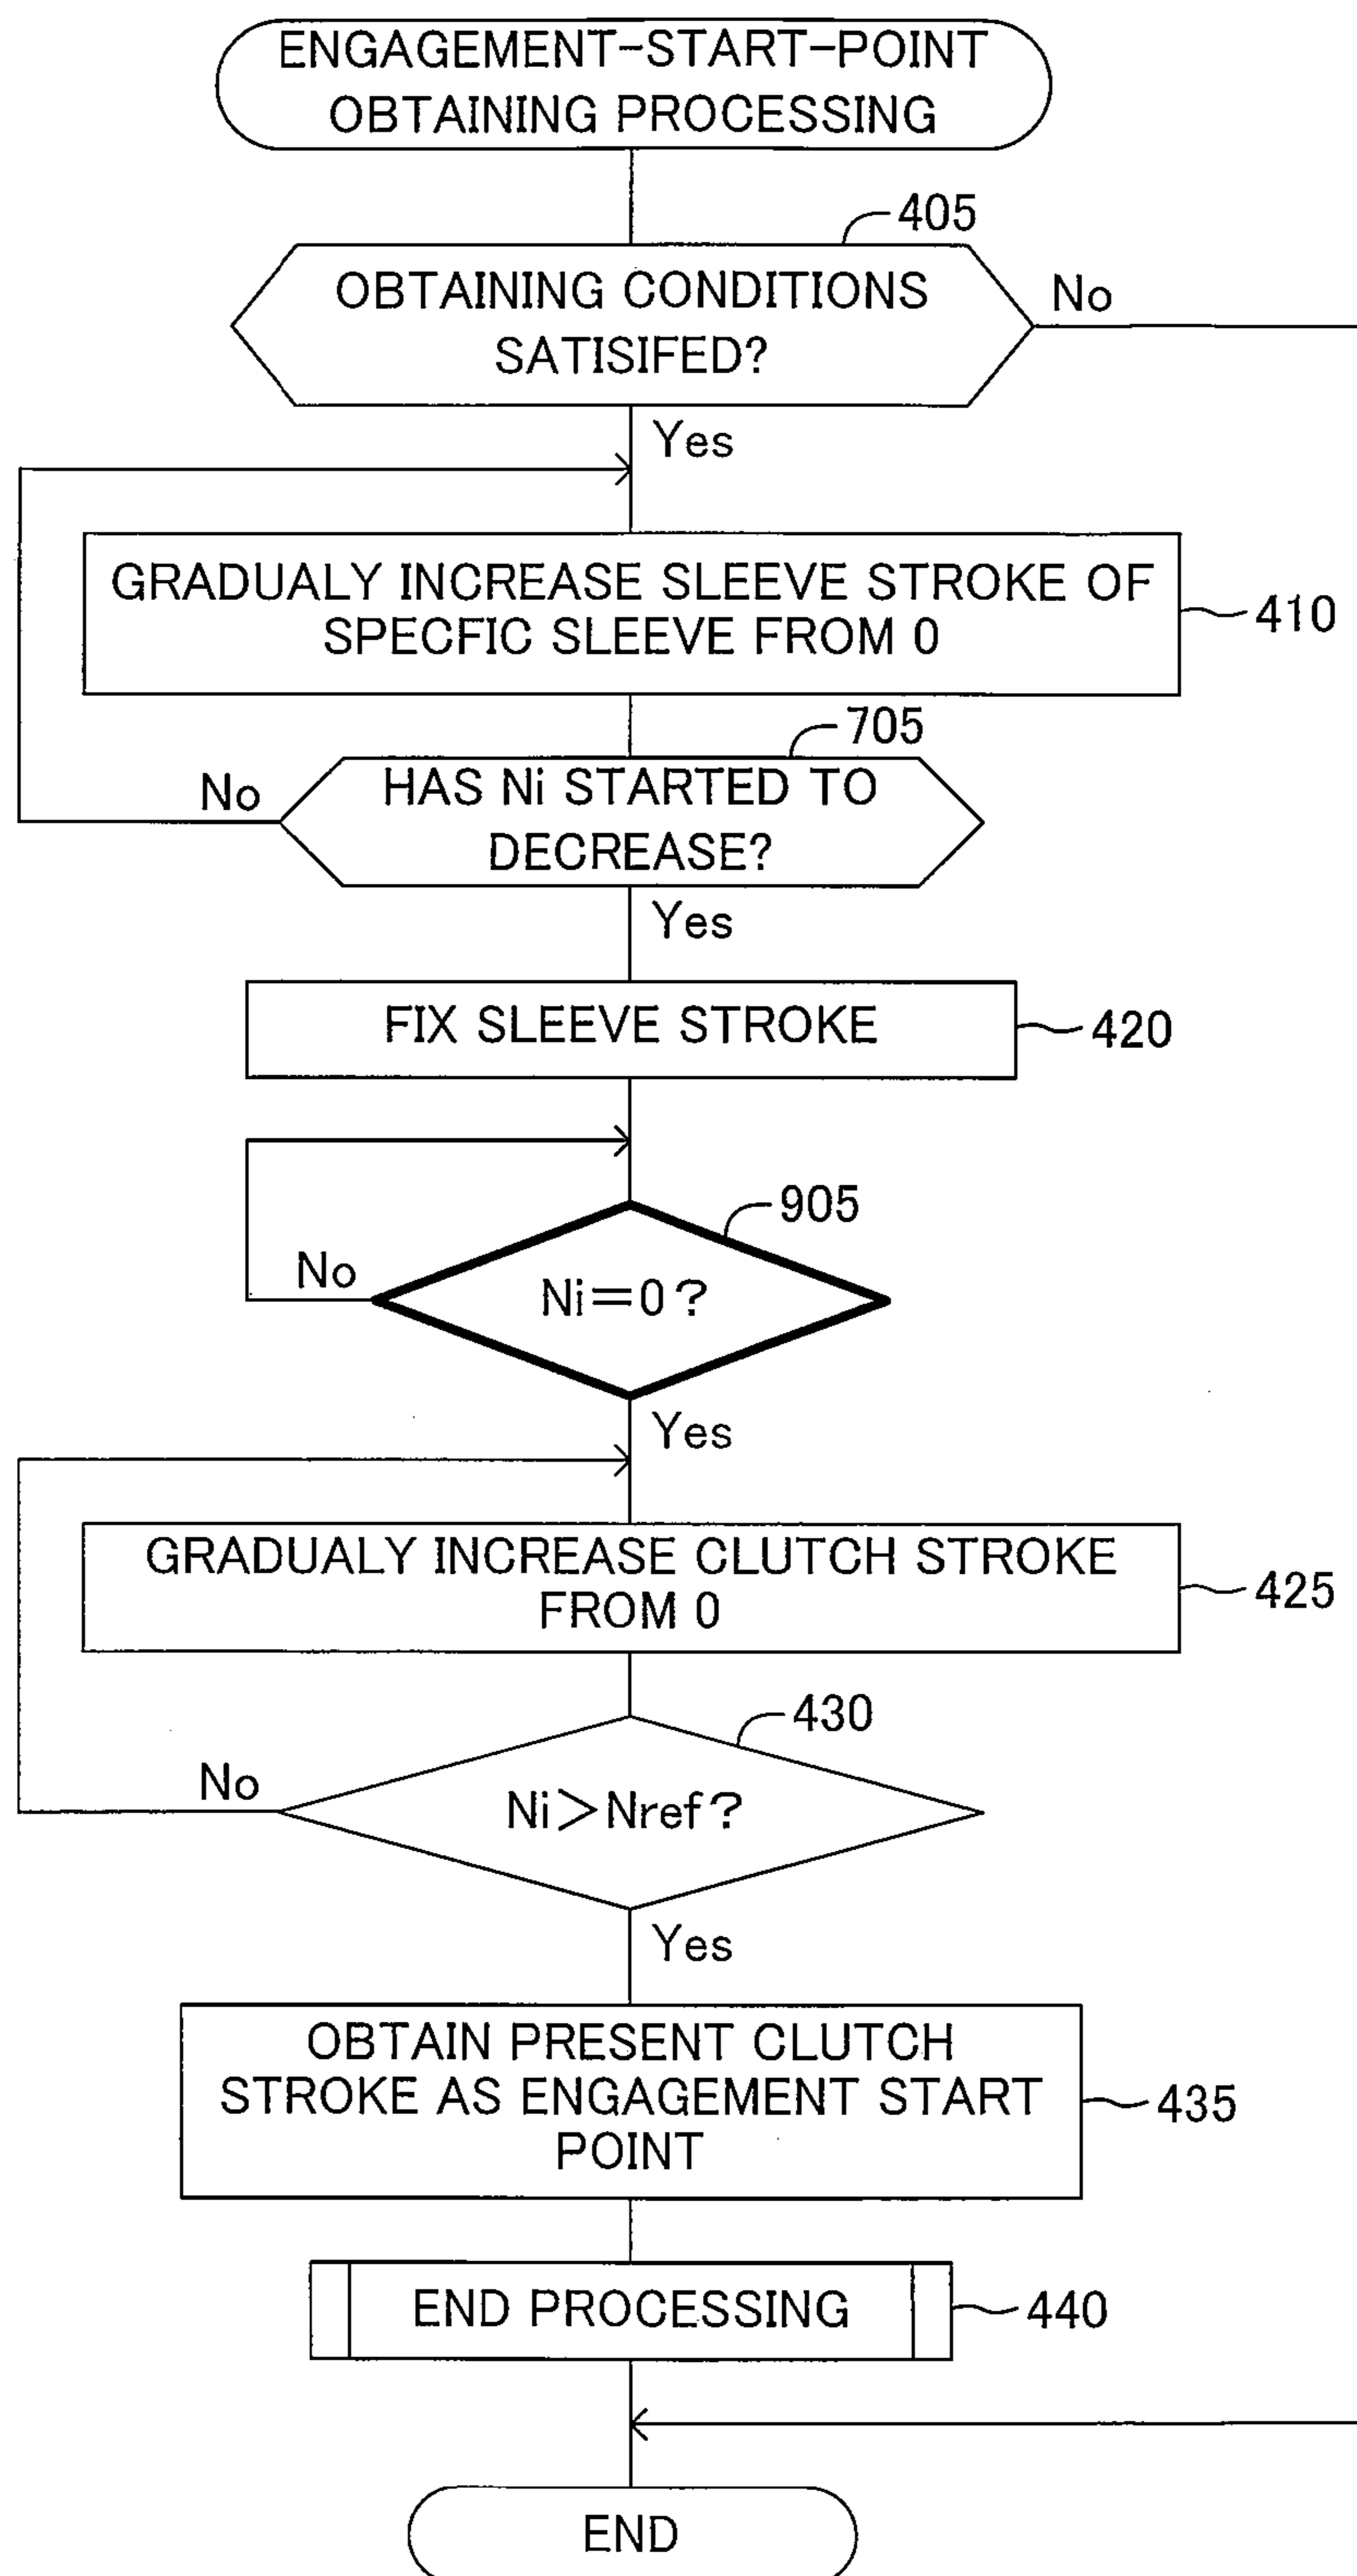 ENGAGEMENT-START-POINT
OBTAINING PROCESSING
405
OBTAINING CONDITIONS
SATISIFED?
No
Yes
GRADUALY INCREASE SLEEVE STROKE OF
SPECFIC SLEEVE FROM 0
410
705
HAS Ni STARTED TO
DECREASE?
No
Yes
FIX SLEEVE STROKE
420
905
Ni=0?
No
Yes
GRADUALY INCREASE CLUTCH STROKE
FROM 0
425
430
Ni>Nref?
No
Yes
OBTAIN PRESENT CLUTCH
STROKE AS ENGAGEMENT START
POINT
435
END PROCESSING
440
END